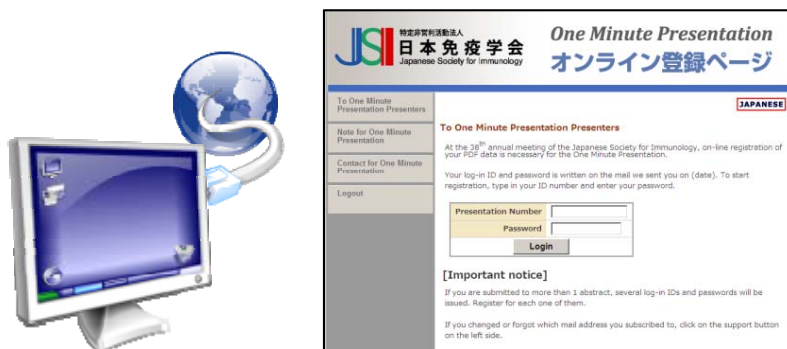 JSI
特定非営利活動法人
日本免疫学会
Japanese Society for Immunology
One Minute Presentation
オンライン登録ページ
JAPANESE
To One Minute
Presentation Presenters
Note for One Minute
Presentation
Contact for One Minute
Presentation
Logout
To One Minute Presentation Presenters
At the 38th annual meeting of the Japanese Society for Immunology, on-line registration of
your PDF data is necessary for the One Minute Presentation.
Your log-in ID and password is written on the mail we sent you on (date). To start
registration, type in your ID number and enter your password.
Presentation Number
Password
Login
[Important notice]
If you are submitted to more than 1 abstract, several log-in IDs and passwords will be
issued. Register for each one of them.
If you changed or forgot which mail address you subscribed to, click on the support button
on the left side.